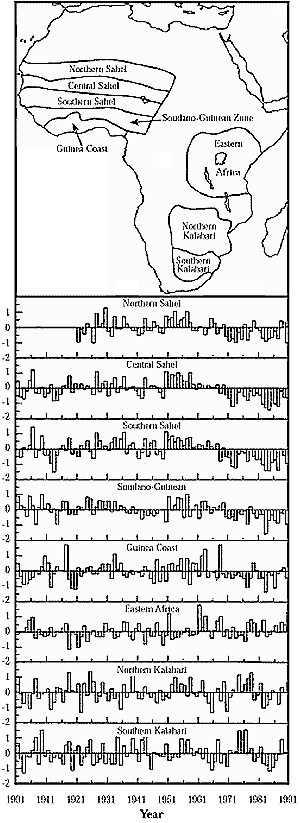 Northern Sahel
Central Sahel
Southern Sahel
Soudano-Guinean Zone
Guinea Coast
Eastern
Africa
Northern
Kalahari
Southern
Kalahari
Northern Sahel
1
0
-1
-2
Central Sahel
1
0
-1
-2
Southern Sahel
1
0
-1
-2
Soudano-Guinean
1
0
-1
-2
Guinea Coast
1
0
-1
-2
Eastern Africa
1
0
-1
-2
Northern Kalahari
1
0
-1
-2
Southern Kalahari
1
0
-1
-2
1901 1911 1921 1931 1941 1951 1961 1971 1981 1991
Year